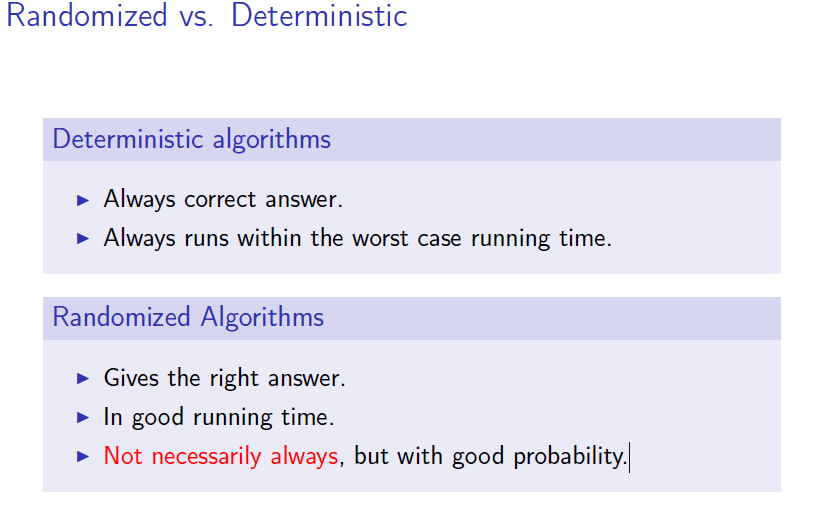 Randomized vs. Deterministic
Deterministic algorithms
Always correct answer.
Always runs within the worst case running time.
Randomized Algorithms
Gives the right answer.
In good running time.
Not necessarily always, but with good probability.